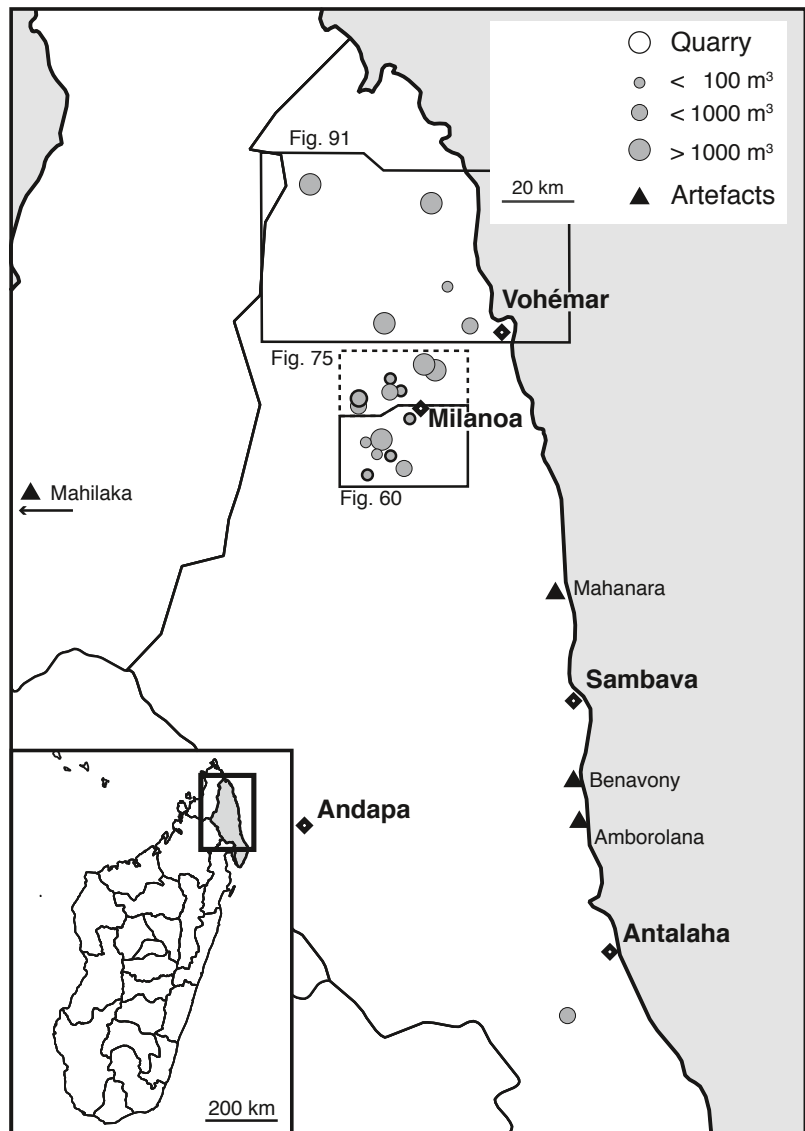 Quarry
< 100 m³
< 1000 m³
> 1000 m³
Artefacts
20 km
Fig. 91
Vohémar
Fig. 75
Milanoa
Fig. 60
Mahilaka
Mahanara
Sambava
Benavony
Andapa
Amborolana
Antalaha
200 km